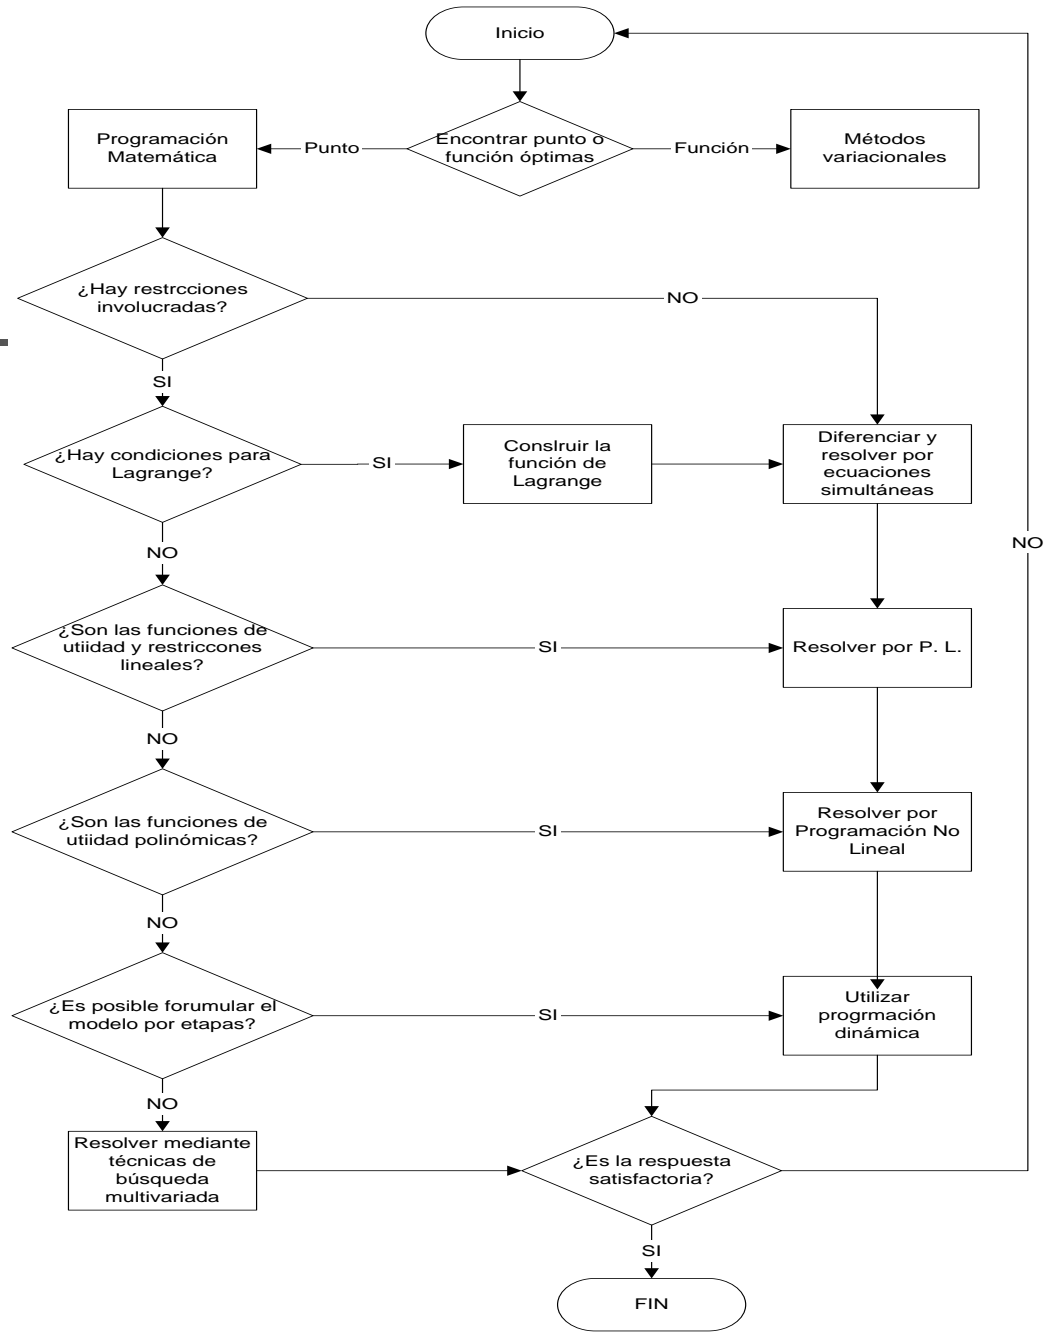 Inicio
Encontrar punto o
función óptimas
Punto
Función
Programación
Matemática
Métodos
variacionales
¿Hay restrcciones
involucradas?
NO
SI
¿Hay condiciones para
Lagrange?
SI
Conslruir la
función de
Lagrange
Diferenciar y
resolver por
ecuaciones
simultáneas
NO
NO
¿Son las funciones de
utiidad y restriccones
lineales?
SI
Resolver por P. L.
NO
¿Son las funciones de
utiidad polinómicas?
SI
Resolver por
Programación No
Lineal
NO
¿Es posible forumular el
modelo por etapas?
SI
Utilizar
progrmación
dinámica
NO
Resolver mediante
técnicas de
búsqueda
multivariada
¿Es la respuesta
satisfactoria?
SI
FIN